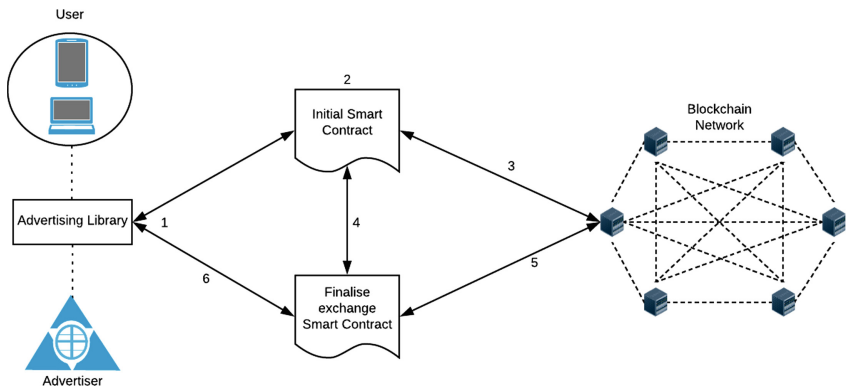 User
2
Initial Smart
Contract
Blockchain
Network
3
Advertising Library
1
4
6
5
Finalise
exchange
Smart Contract
Advertiser